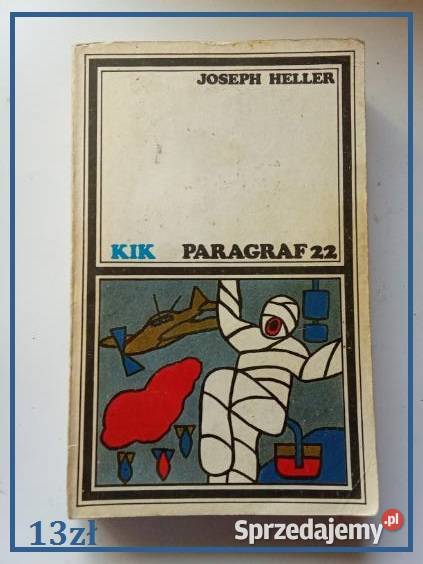 JOSEPH HELLER
KIK PARAGRAF 22
13zł
Sprzedajemy.pl